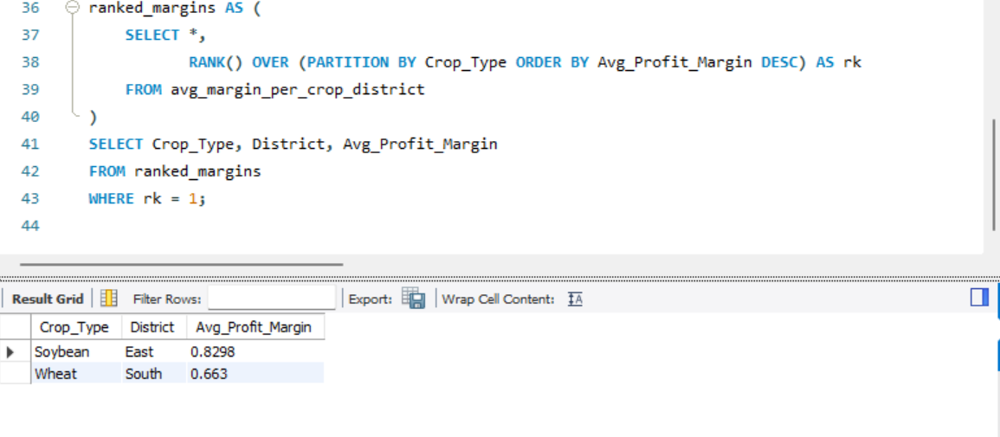 36 ranked_margins AS (
37 SELECT *,
38 RANK() OVER (PARTITION BY Crop_Type ORDER BY Avg_Profit_Margin DESC) AS rk
39 FROM avg_margin_per_crop_district
40 )
41 SELECT Crop_Type, District, Avg_Profit_Margin
42 FROM ranked_margins
43 WHERE rk = 1;
44
Result Grid Filter Rows: Export: Wrap Cell Content: IA
Crop_Type District Avg_Profit_Margin
Soybean East 0.8298
Wheat South 0.663